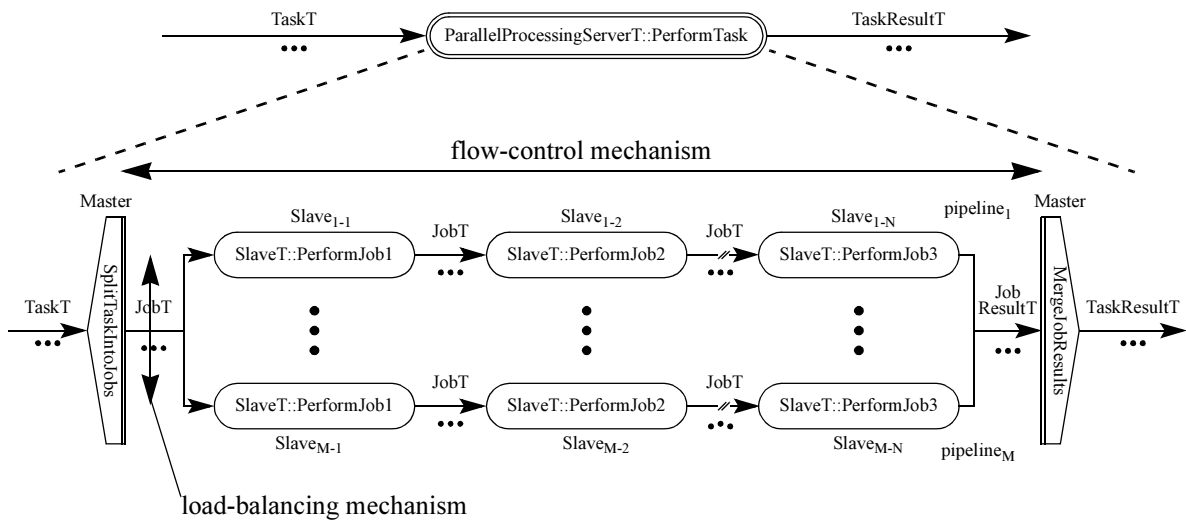 TaskT
ParallelProcessingServerT::PerformTask
TaskResultT
flow-control mechanism
Master
Slave1-1
Slave1-2
Slave1-N
pipeline1
Master
SlaveT::PerformJob1
JobT
SlaveT::PerformJob2
JobT
SlaveT::PerformJob3
TaskT
SplitTaskIntoJobs
JobT
Job
ResultT
MergeJobResults
TaskResultT
SlaveT::PerformJob1
JobT
SlaveT::PerformJob2
JobT
SlaveT::PerformJob3
SlaveM-1
SlaveM-2
SlaveM-N
pipelineM
load-balancing mechanism